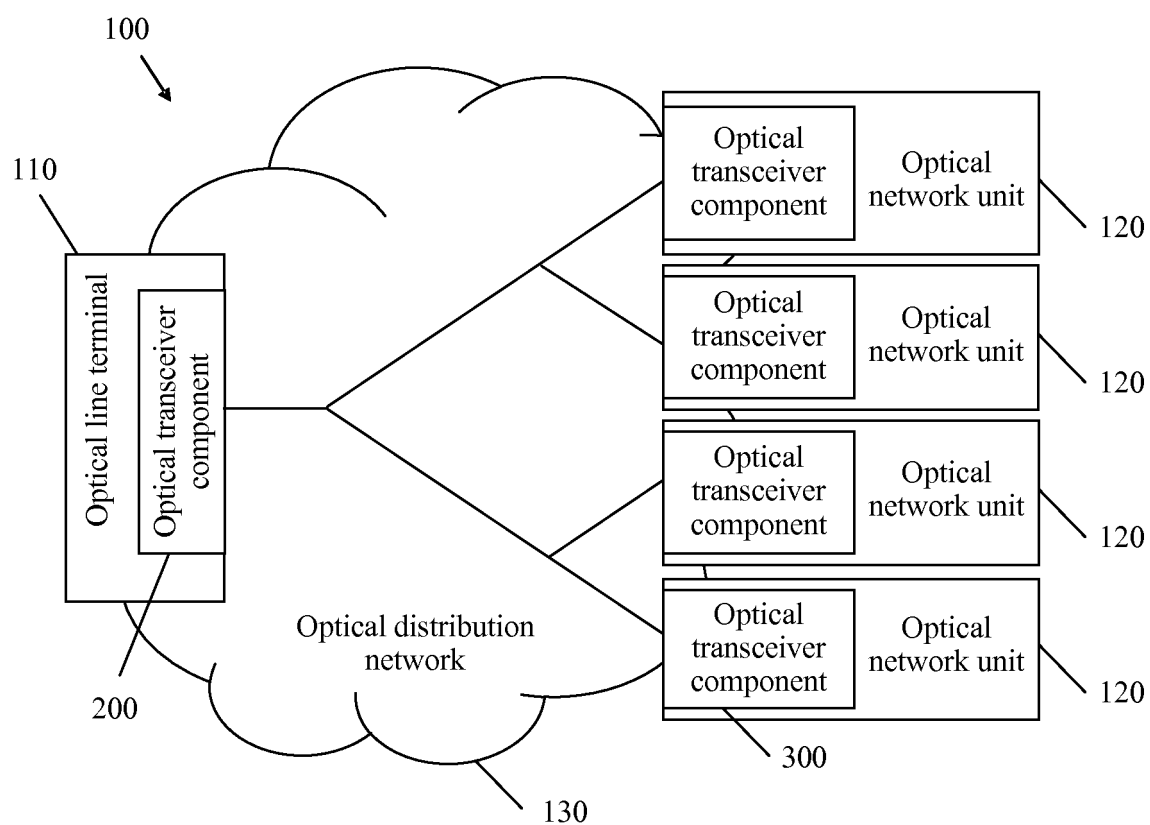 100
110
Optical line terminal
Optical transceiver
component
200
Optical distribution
network
130
Optical
transceiver
component
Optical
network unit
120
Optical
transceiver
component
Optical
network unit
120
Optical
transceiver
component
Optical
network unit
120
Optical
transceiver
component
Optical
network unit
120
300